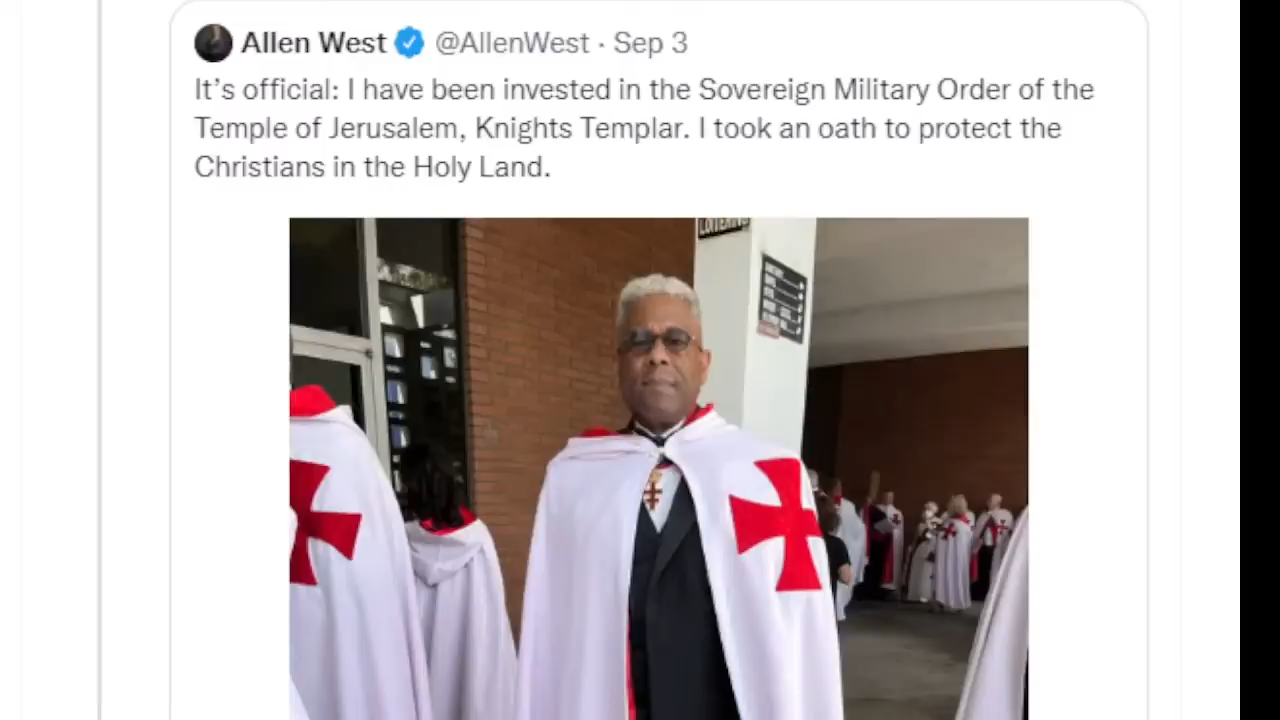 Allen West @AllenWest · Sep 3
It’s official: I have been invested in the Sovereign Military Order of the
Temple of Jerusalem, Knights Templar. I took an oath to protect the
Christians in the Holy Land.
LOITERING